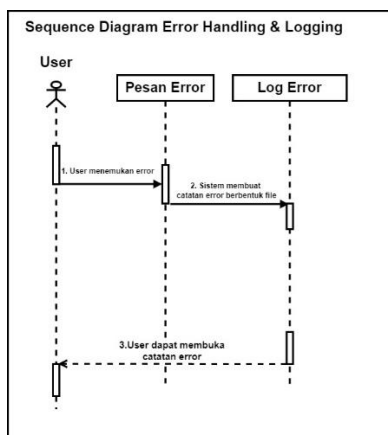 Sequence Diagram Error Handling & Logging
User
Pesan Error
Log Error
1. User menemukan error
2. Sistem membuat
catatan error berbentuk file
3.User dapat membuka
catatan error